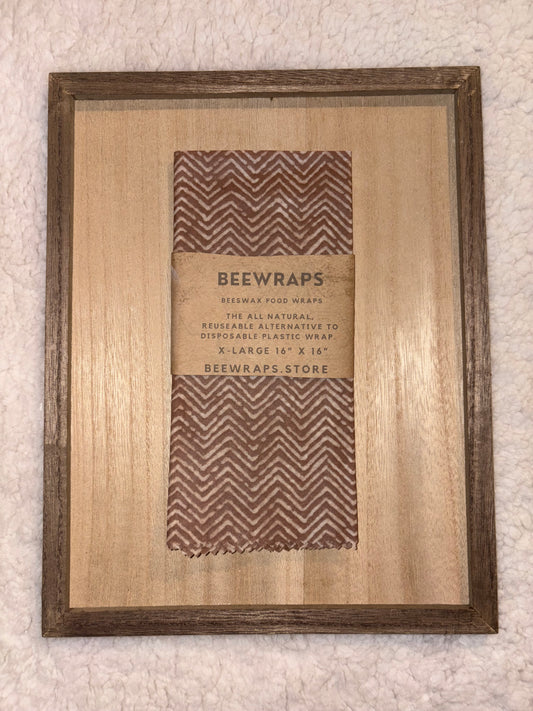 BEEWRAPS
BEESWAX FOOD WRAPS
THE ALL NATURAL,
REUSEABLE ALTERNATIVE TO
DISPOSABLE PLASTIC WRAP.
X-LARGE 16" X 16"
BEEWRAPS.STORE